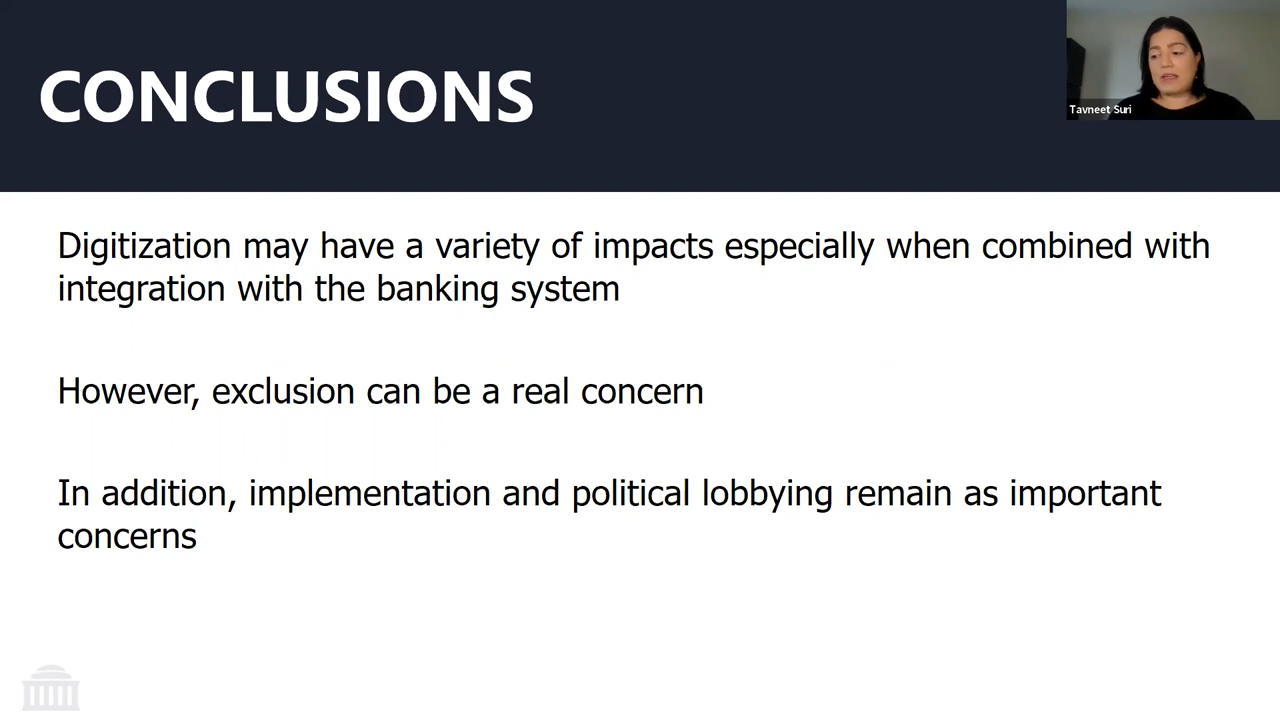 CONCLUSIONS
Tavneet Suri
Digitization may have a variety of impacts especially when combined with
integration with the banking system
However, exclusion can be a real concern
In addition, implementation and political lobbying remain as important
concerns